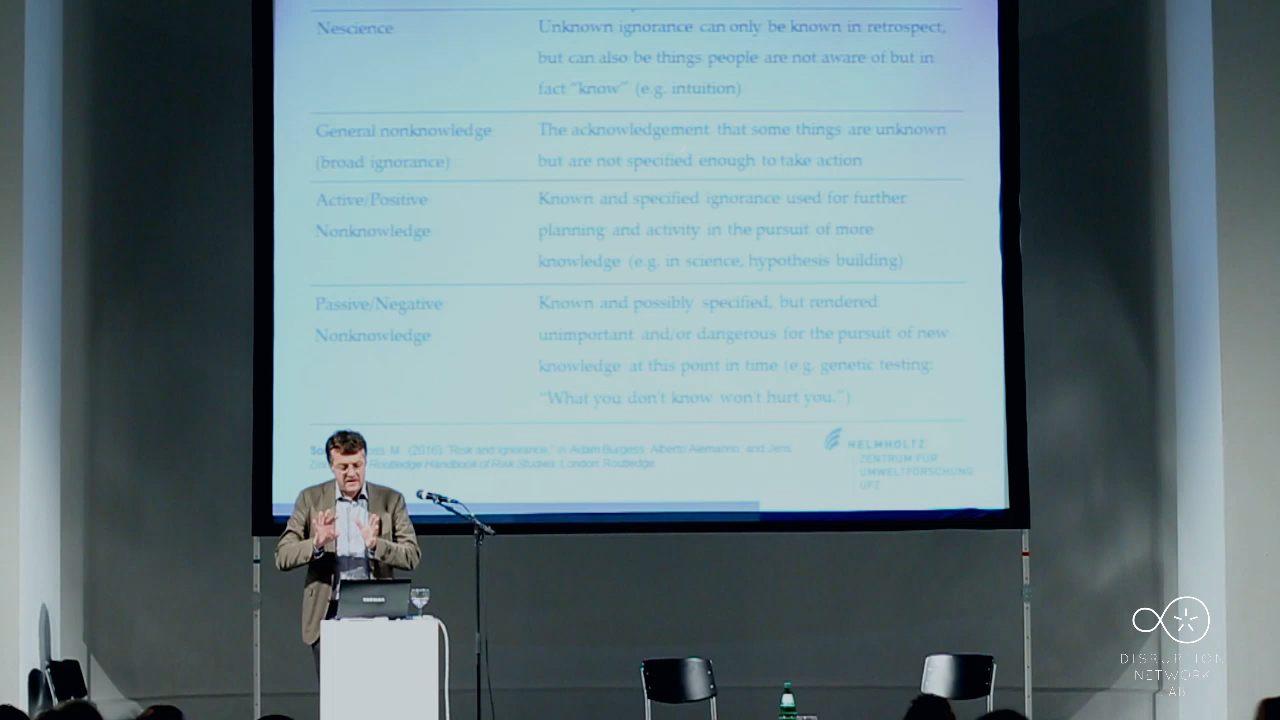 Nescience
Unknown ignorance can only be known in retrospect,
but can also be things people are not aware of but in
fact "know" (e.g. intuition)
General nonknowledge
(broad ignorance)
The acknowledgement that some things are unknown
but are not specified enough to take action
Active/Positive
Nonknowledge
Known and specified ignorance used for further
planning and activity in the pursuit of more
knowledge (e.g. in science, hypothesis building)
Passive/Negative
Nonknowledge
Known and possibly specified, but rendered
unimportant and/or dangerous for the pursuit of new
knowledge at this point in time (e.g. genetic testing:
"What you don't know won't hurt you.")
M. (2016): "Risk and ignorance," in Adam Burgess, Alberto Alemanno, and Jens
Routledge Handbook of Risk Studies. London: Routledge
HELMHOLTZ
ZENTRUM FÜR
UMWELTFORSCHUNG
UFZ
DISRUPTION
NETWORK
LAB